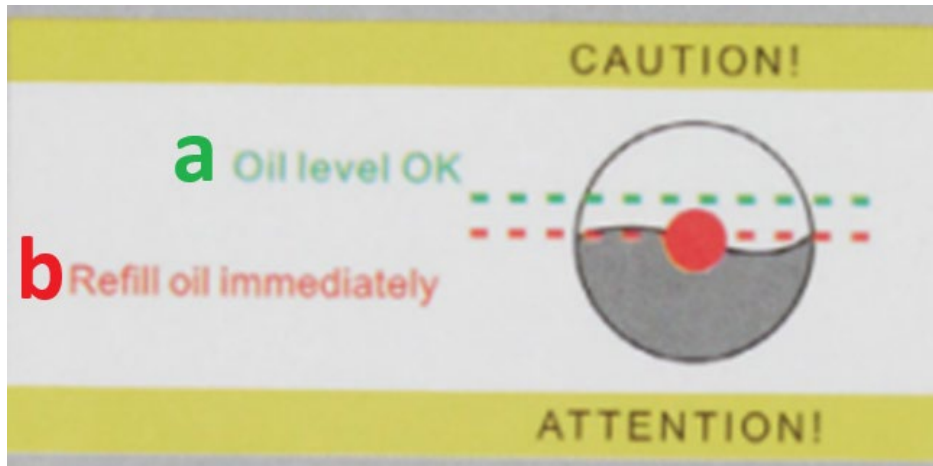 CAUTION!
a Oil level OK
b Refill oil immediately
ATTENTION!